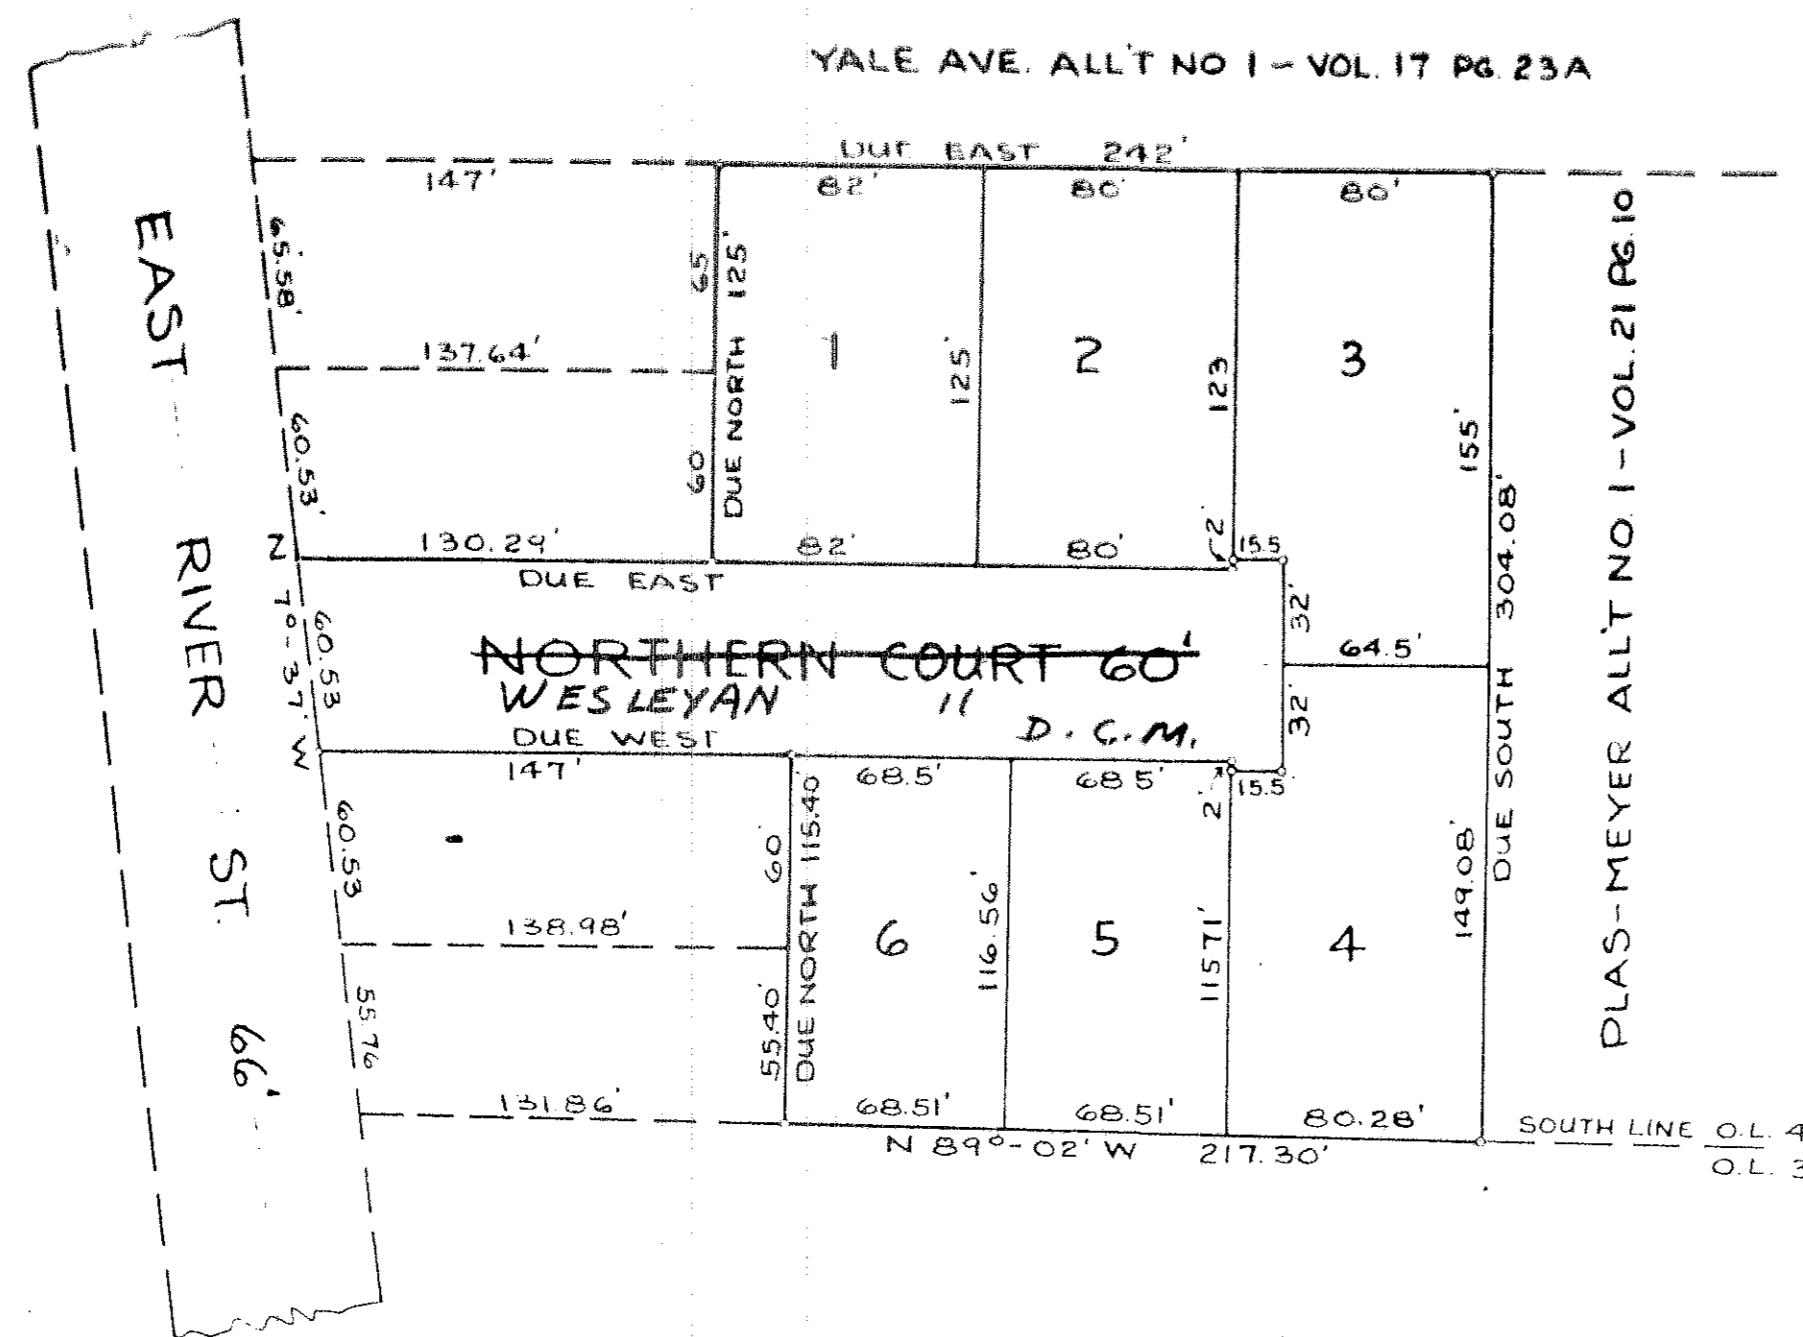 YALE AVE. ALL'T NO 1 – VOL. 17 PG. 23A
DUE EAST 242'
147'
82'
80'
80'
EAST RIVER ST. 66'
65.58'
65
DUE NORTH 125'
1
125'
2
123
3
155'
DUE SOUTH 304.08'
PLAS-MEYER ALL'T NO. 1 – VOL. 21 PG. 10
137.64'
60.53'
60
130.29'
82'
80'
2'
15.5
DUE EAST
N 7°-37' W
60.53
NORTHERN COURT 60'
WESLEYAN "
D.C.M.
32'
64.5'
32'
DUE WEST
147'
68.5'
68.5'
2'
15.5
60.53
60'
DUE NORTH 115.40'
6
116.56'
5
115.71'
4
149.08'
138.98'
55.76
55.40'
131.86'
68.51'
68.51'
80.28'
N 89°-02' W 217.30'
SOUTH LINE O.L. 4
O.L. 3